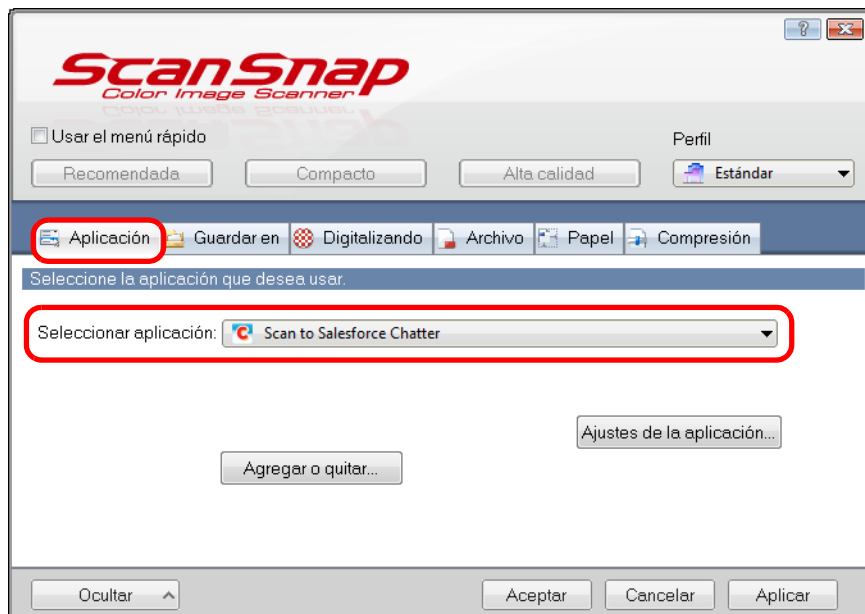 ScanSnap
Color Image Scanner
Usar el menú rápido
Perfil
Recomendada Compacto Alta calidad Estándar
Aplicación Guardar en Digitalizando Archivo Papel Compresión
Seleccione la aplicación que desea usar.
Seleccionar aplicación: C Scan to Salesforce Chatter
Ajustes de la aplicación...
Agregar o quitar...
Ocultar Aceptar Cancelar Aplicar